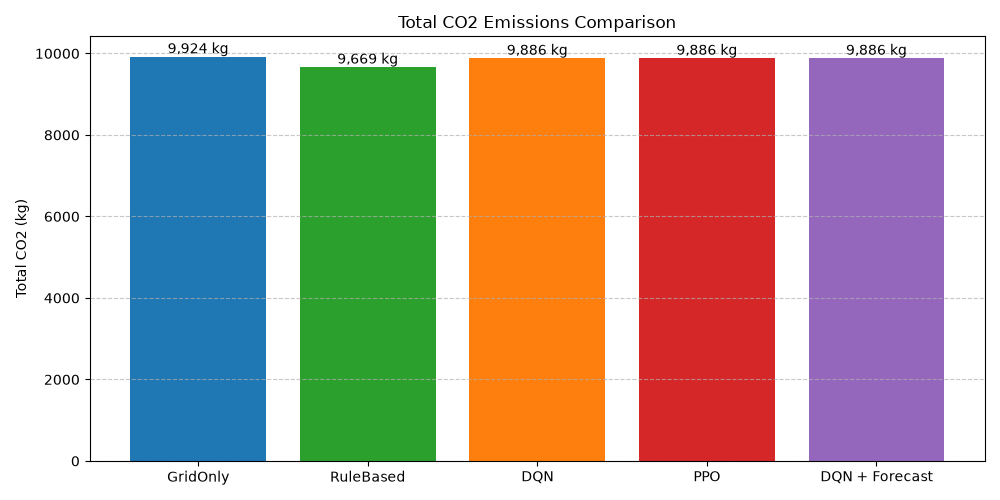 Total CO2 Emissions Comparison
9,924 kg
9,669 kg
9,886 kg
9,886 kg
9,886 kg
Total CO2 (kg)
10000
8000
6000
4000
2000
0
GridOnly
RuleBased
DQN
PPO
DQN + Forecast